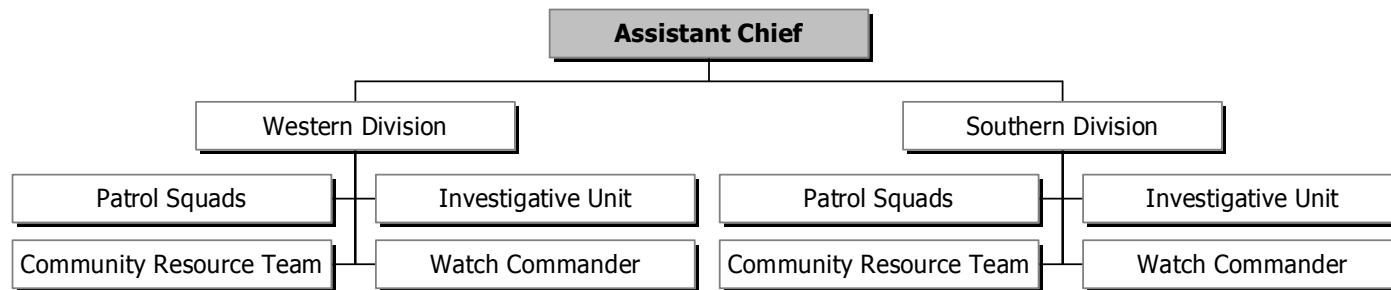 Assistant Chief
Western Division
Southern Division
Patrol Squads
Investigative Unit
Patrol Squads
Investigative Unit
Community Resource Team
Watch Commander
Community Resource Team
Watch Commander